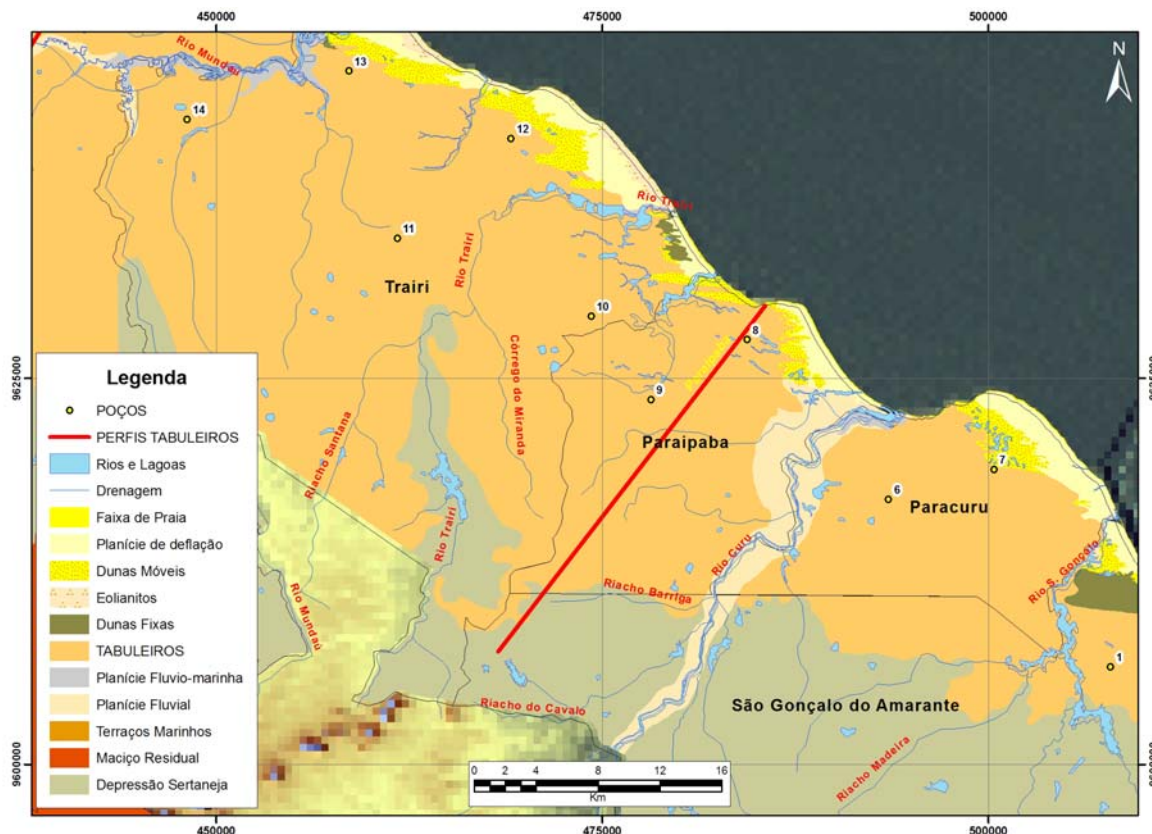 450000
475000
500000
Rio Mundaú
13
N
14
12
Rio Trairi
11
Rio Trairi
Trairi
10
8
9625000
Legenda
POÇOS
PERFIS TABULEIROS
Rios e Lagoas
Drenagem
Faixa de Praia
Planície de deflação
Dunas Móveis
Eolianitos
Dunas Fixas
TABULEIROS
Planície Fluvio-marinha
Planície Fluvial
Terraços Marinhos
Maciço Residual
Depressão Sertaneja
Córrego do Miranda
9
Riacho Santana
Paraipaba
7
6
Paracuru
Rio Trairi
Rio Curu
Rio S. Gonçalo
Riacho Barriga
Rio Mundaú
1
Riacho do Cavalo
São Gonçalo do Amarante
Riacho Madeira
9600000
0 2 4 8 12 16
Km
450000
475000
500000